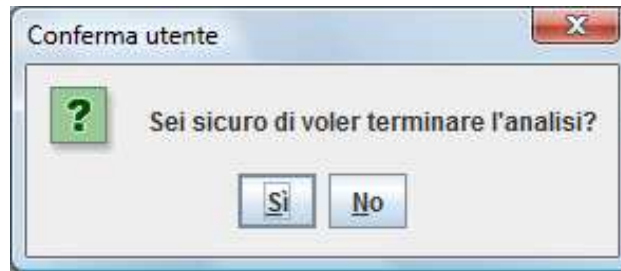 Conferma utente
Sei sicuro di voler terminare l'analisi?
Sì No